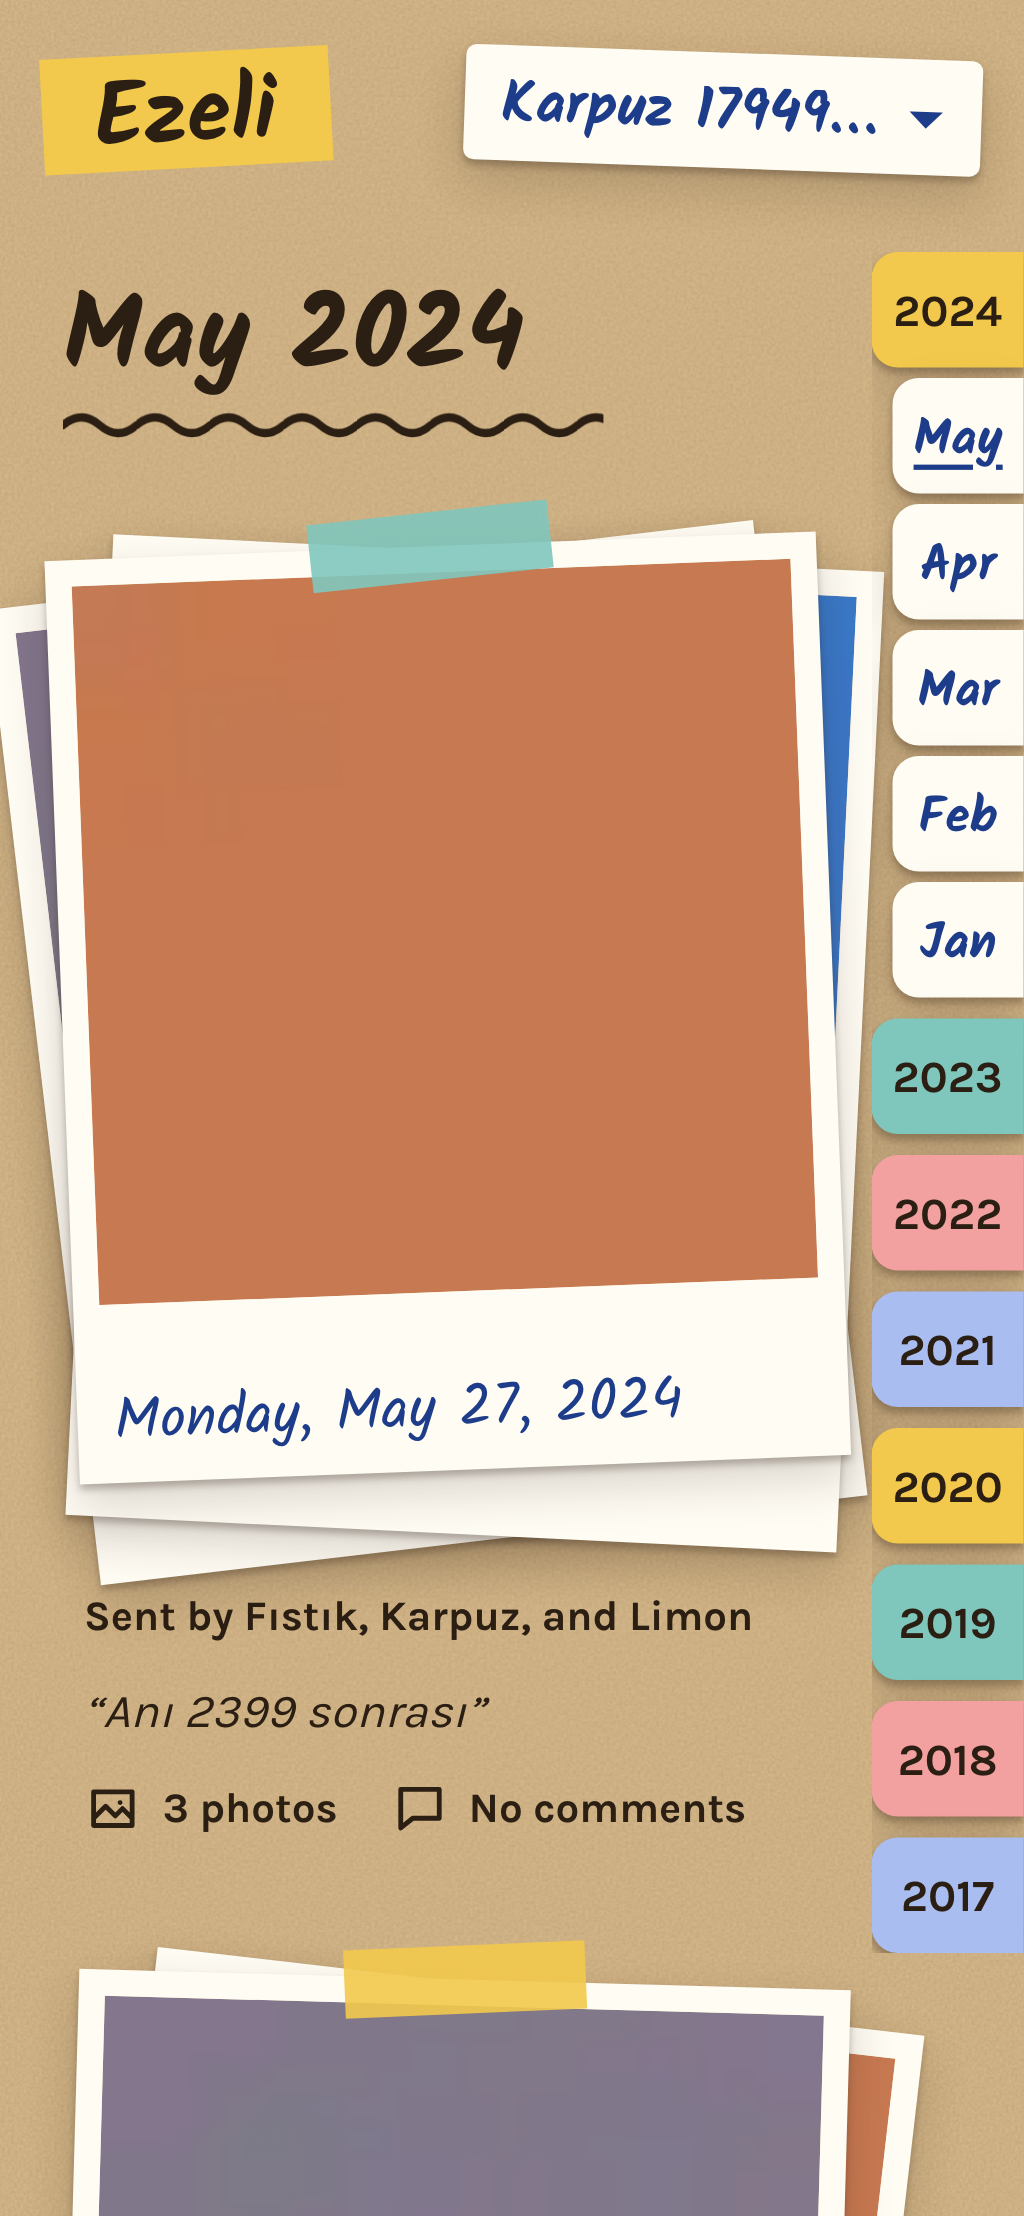 Ezeli
Karpuz 17949...
May 2024
2024
May
Apr
Mar
Feb
Jan
2023
2022
2021
2020
2019
2018
2017
Monday, May 27, 2024
Sent by Fıstık, Karpuz, and Limon
“Anı 2399 sonrası”
3 photos
No comments